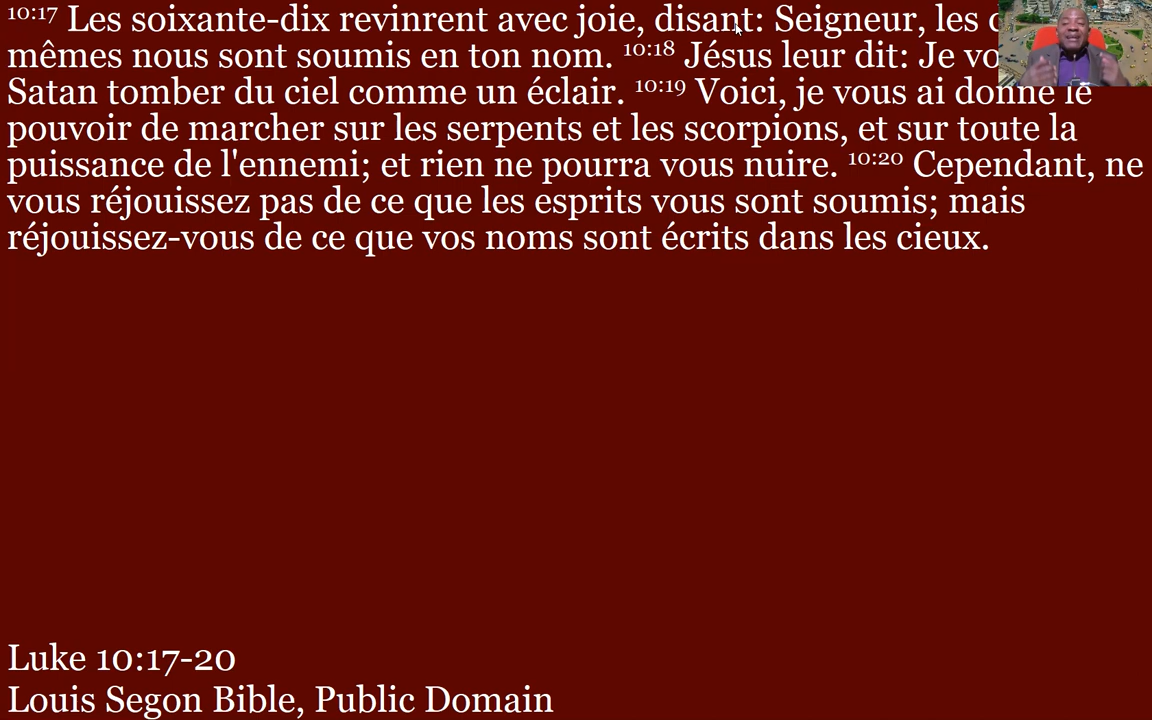 10:17 Les soixante-dix revinrent avec joie, disant: Seigneur, les
mêmes nous sont soumis en ton nom. 10:18 Jésus leur dit: Je
Satan tomber du ciel comme un éclair. 10:19 Voici, je vous ai donné le
pouvoir de marcher sur les serpents et les scorpions, et sur toute la
puissance de l'ennemi; et rien ne pourra vous nuire. 10:20 Cependant, ne
vous réjouissez pas de ce que les esprits vous sont soumis; mais
réjouissez-vous de ce que vos noms sont écrits dans les cieux.
Luke 10:17-20
Louis Segon Bible, Public Domain